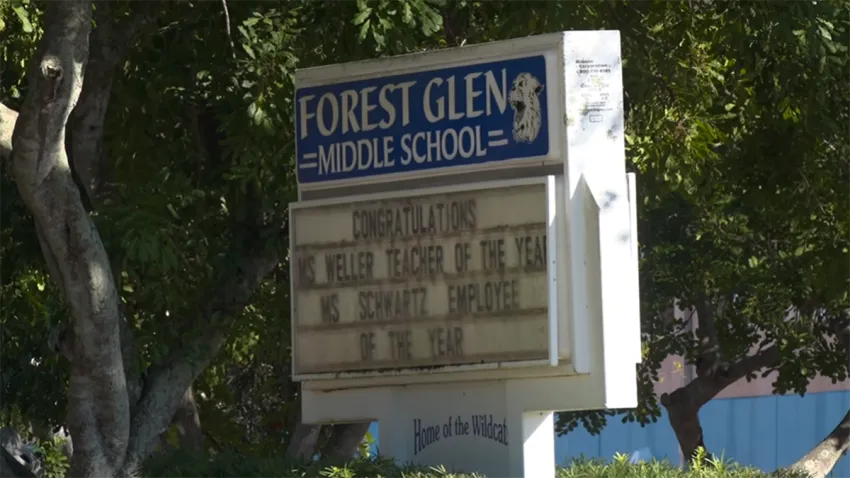 FOREST GLEN
MIDDLE SCHOOL
CONGRATULATIONS
MS WELLER TEACHER OF THE YEAR
MS SCHWARTZ EMPLOYEE
OF THE YEAR
Home of the Wildcat